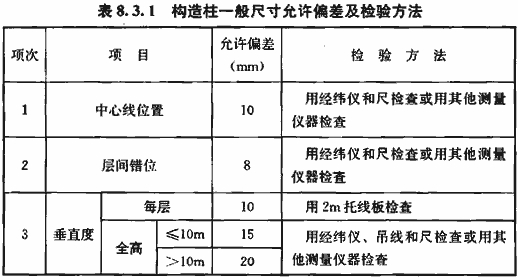 表 8.3.1 构造柱一般尺寸允许偏差及检验方法
项次 项 目 允许偏差(mm) 检 验 方 法
1 中心线位置 10 用经纬仪和尺检查或用其他测量
仪器检查
2 层间错位 8 用经纬仪和尺检查或用其他测量
仪器检查
3 垂直度 每层 10 用 2m 托线板检查
全高 ≤10m 15 用经纬仪、吊线和尺检查或用其
他测量仪器检查
>10m 20